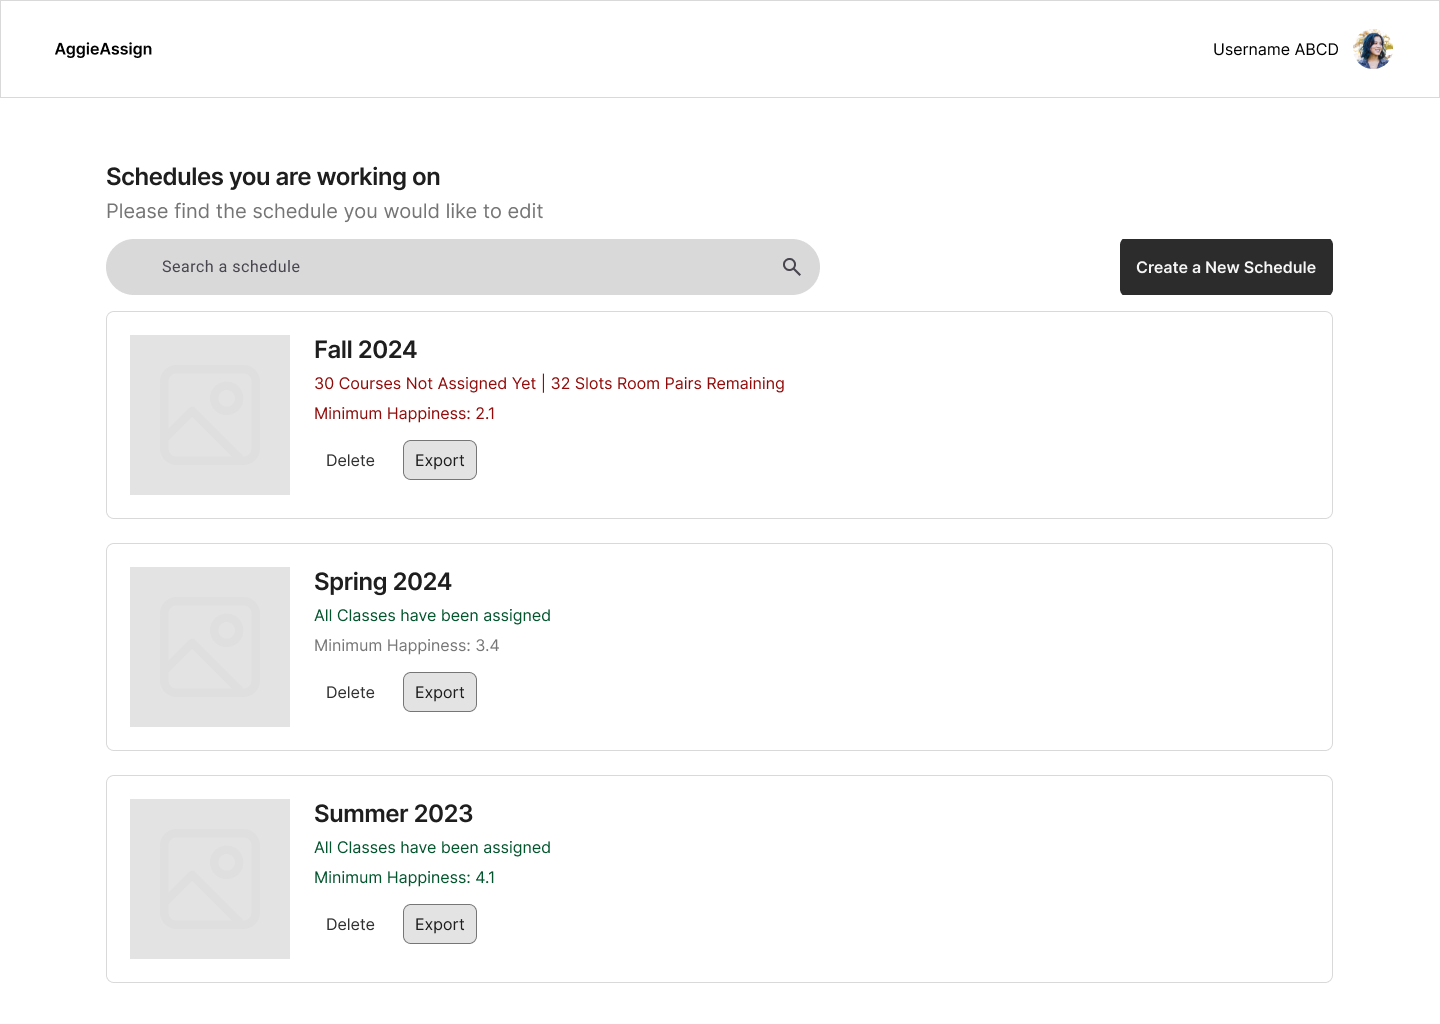 AggieAssign
Username ABCD
Schedules you are working on
Please find the schedule you would like to edit
Search a schedule
Create a New Schedule
Fall 2024
30 Courses Not Assigned Yet | 32 Slots Room Pairs Remaining
Minimum Happiness: 2.1
Delete
Export
Spring 2024
All Classes have been assigned
Minimum Happiness: 3.4
Delete
Export
Summer 2023
All Classes have been assigned
Minimum Happiness: 4.1
Delete
Export